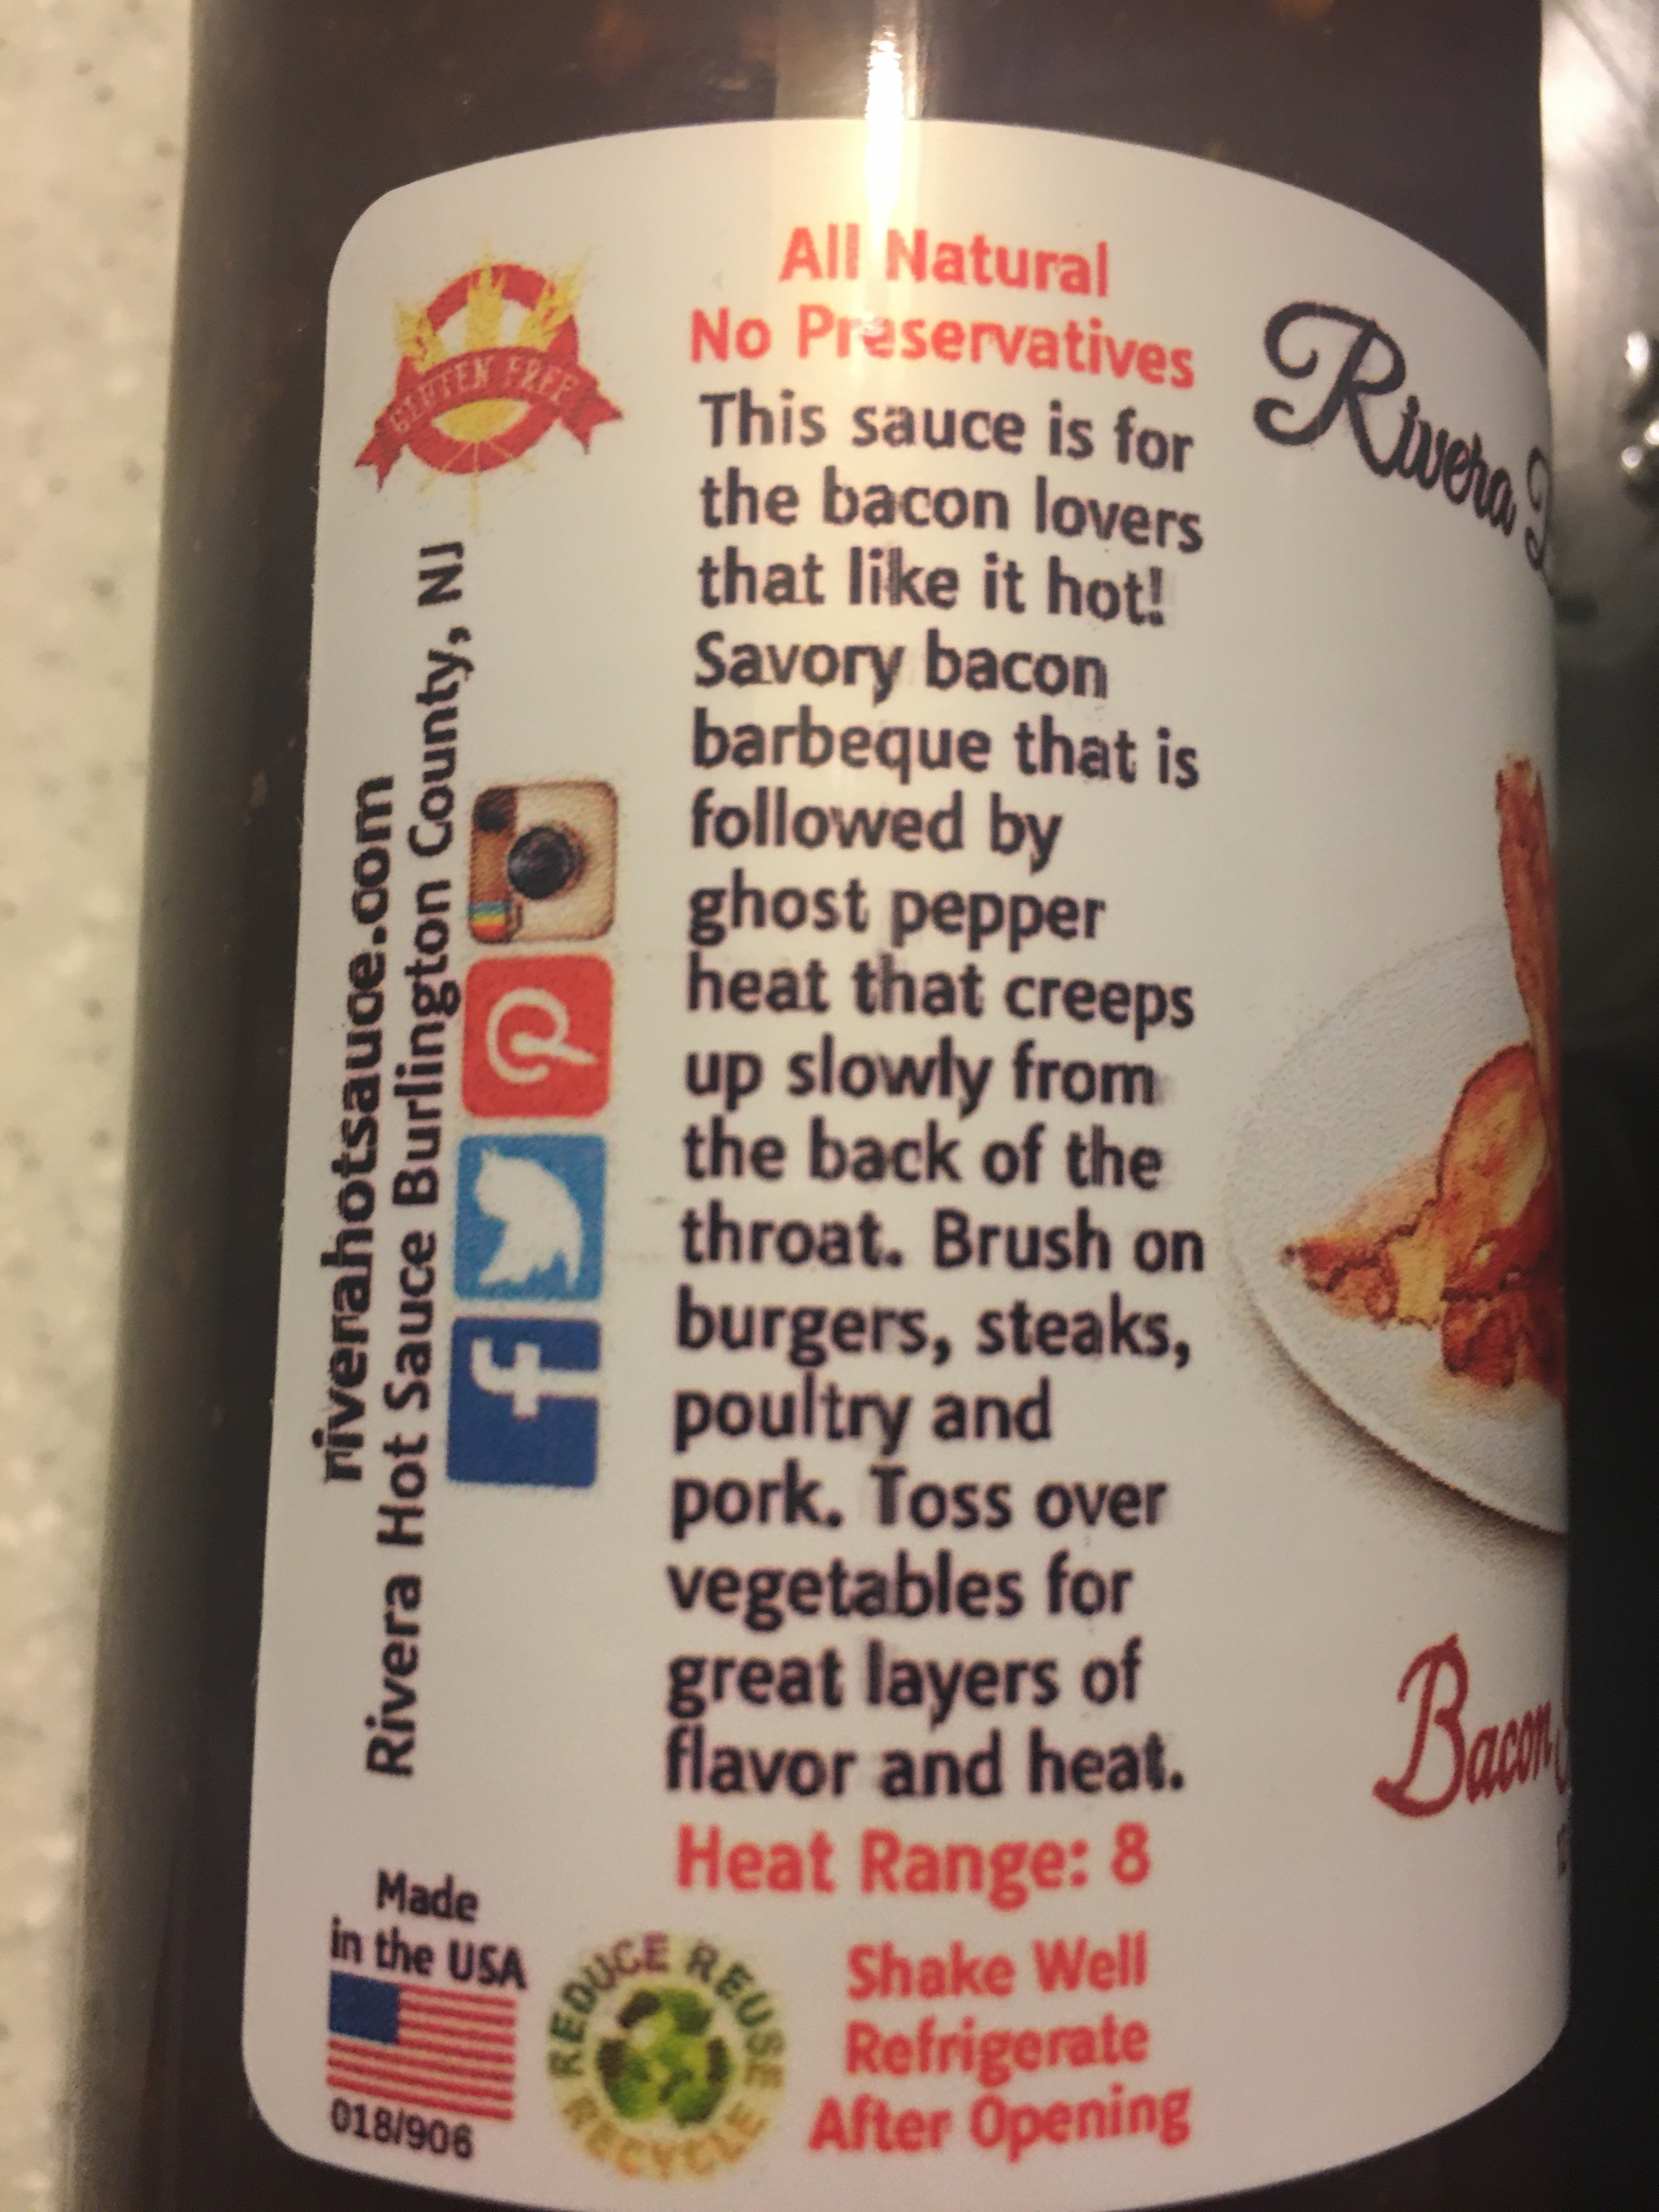 GLUTEN FREE
riverahotsauce.com
Rivera Hot Sauce Burlington County, NJ
All Natural
No Preservatives
This sauce is for
the bacon lovers
that like it hot!
Savory bacon
barbeque that is
followed by
ghost pepper
heat that creeps
up slowly from
the back of the
throat. Brush on
burgers, steaks,
poultry and
pork. Toss over
vegetables for
great layers of
flavor and heat.
Heat Range: 8
Shake Well
Refrigerate
After Opening
Made
in the USA
018/906
REDUCE REUSE
RECYCLE
Rivera
Bacon